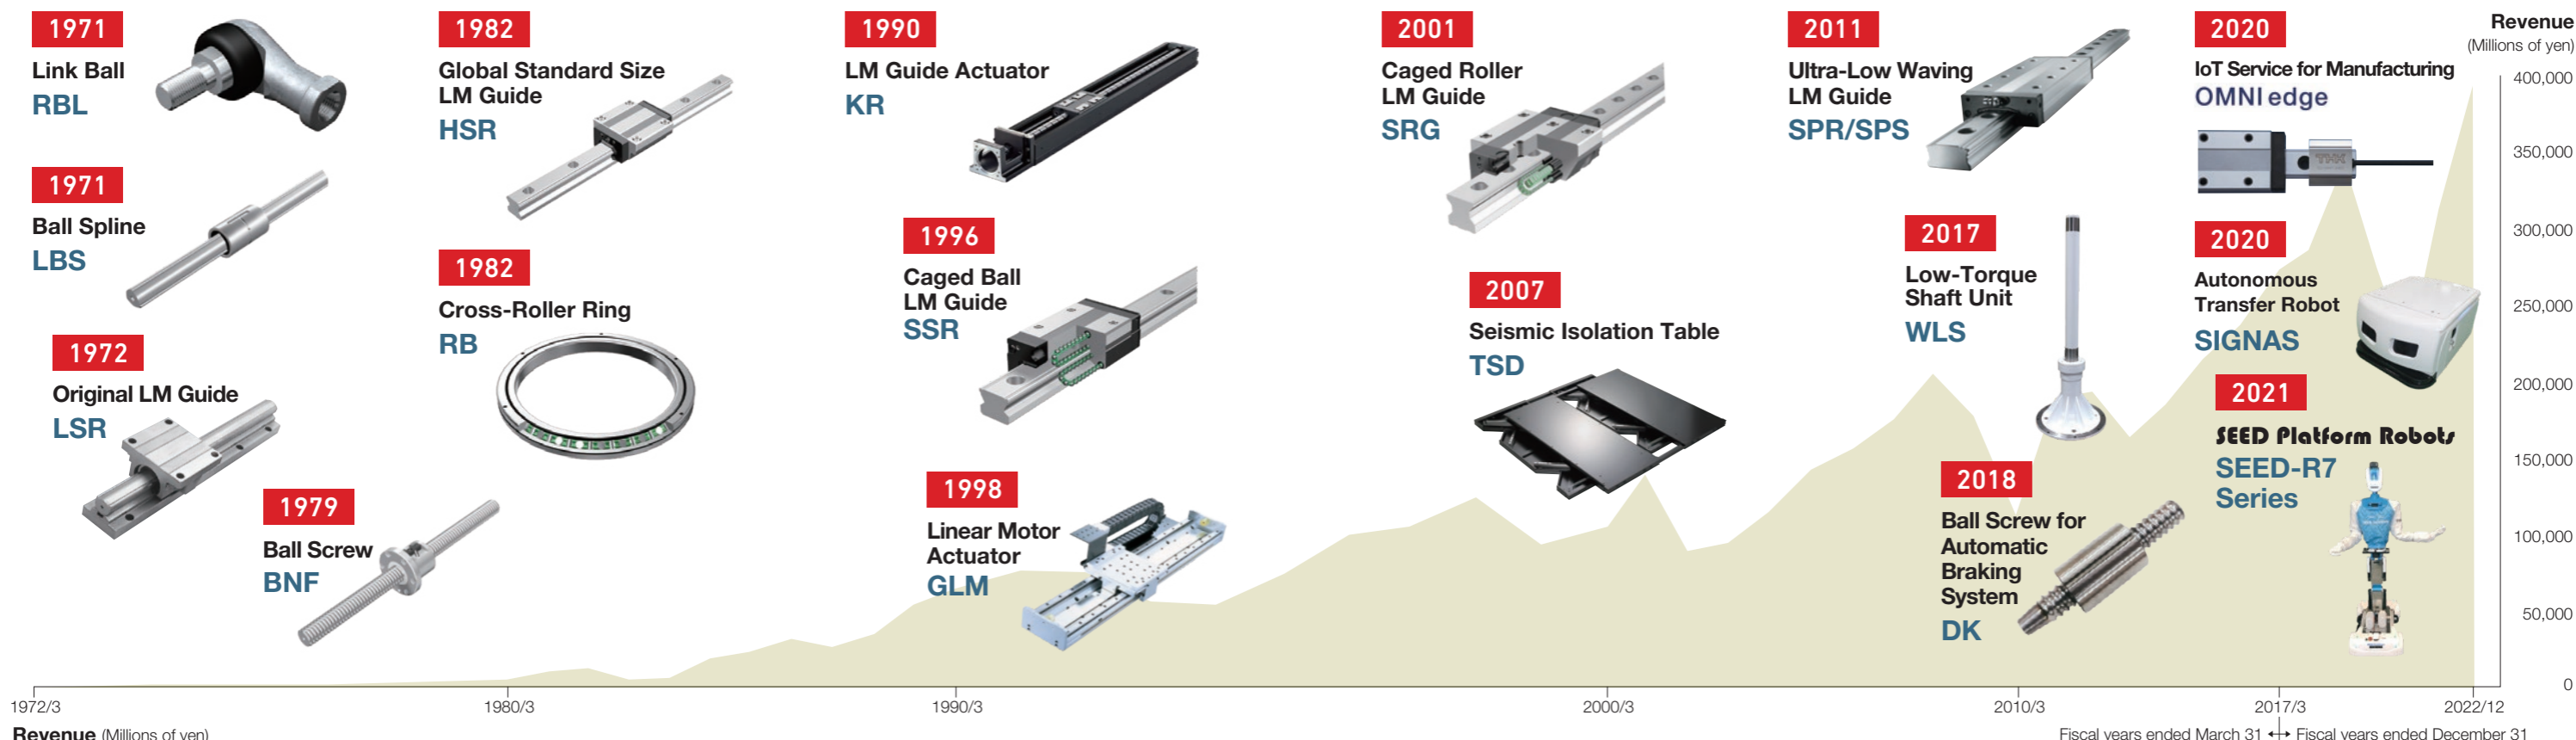 1971
Link Ball
RBL
1971
Ball Spline
LBS
1972
Original LM Guide
LSR
1979
Ball Screw
BNF
1982
Global Standard Size
LM Guide
HSR
1982
Cross-Roller Ring
RB
1990
LM Guide Actuator
KR
1996
Caged Ball
LM Guide
SSR
1998
Linear Motor
Actuator
GLM
2001
Caged Roller
LM Guide
SRG
2007
Seismic Isolation Table
TSD
2011
Ultra-Low Waving
LM Guide
SPR/SPS
2017
Low-Torque
Shaft Unit
WLS
2018
Ball Screw for
Automatic
Braking
System
DK
2020
IoT Service for Manufacturing
OMNI edge
THK
2020
Autonomous
Transfer Robot
SIGNAS
2021
SEED Platform Robots
SEED-R7
Series
Revenue
(Millions of yen)
400,000
350,000
300,000
250,000
200,000
150,000
100,000
50,000
0
1972/3
1980/3
1990/3
2000/3
2010/3
2017/3
2022/12
Revenue (Millions of yen)
Fiscal years ended March 31 ↔ Fiscal years ended December 31